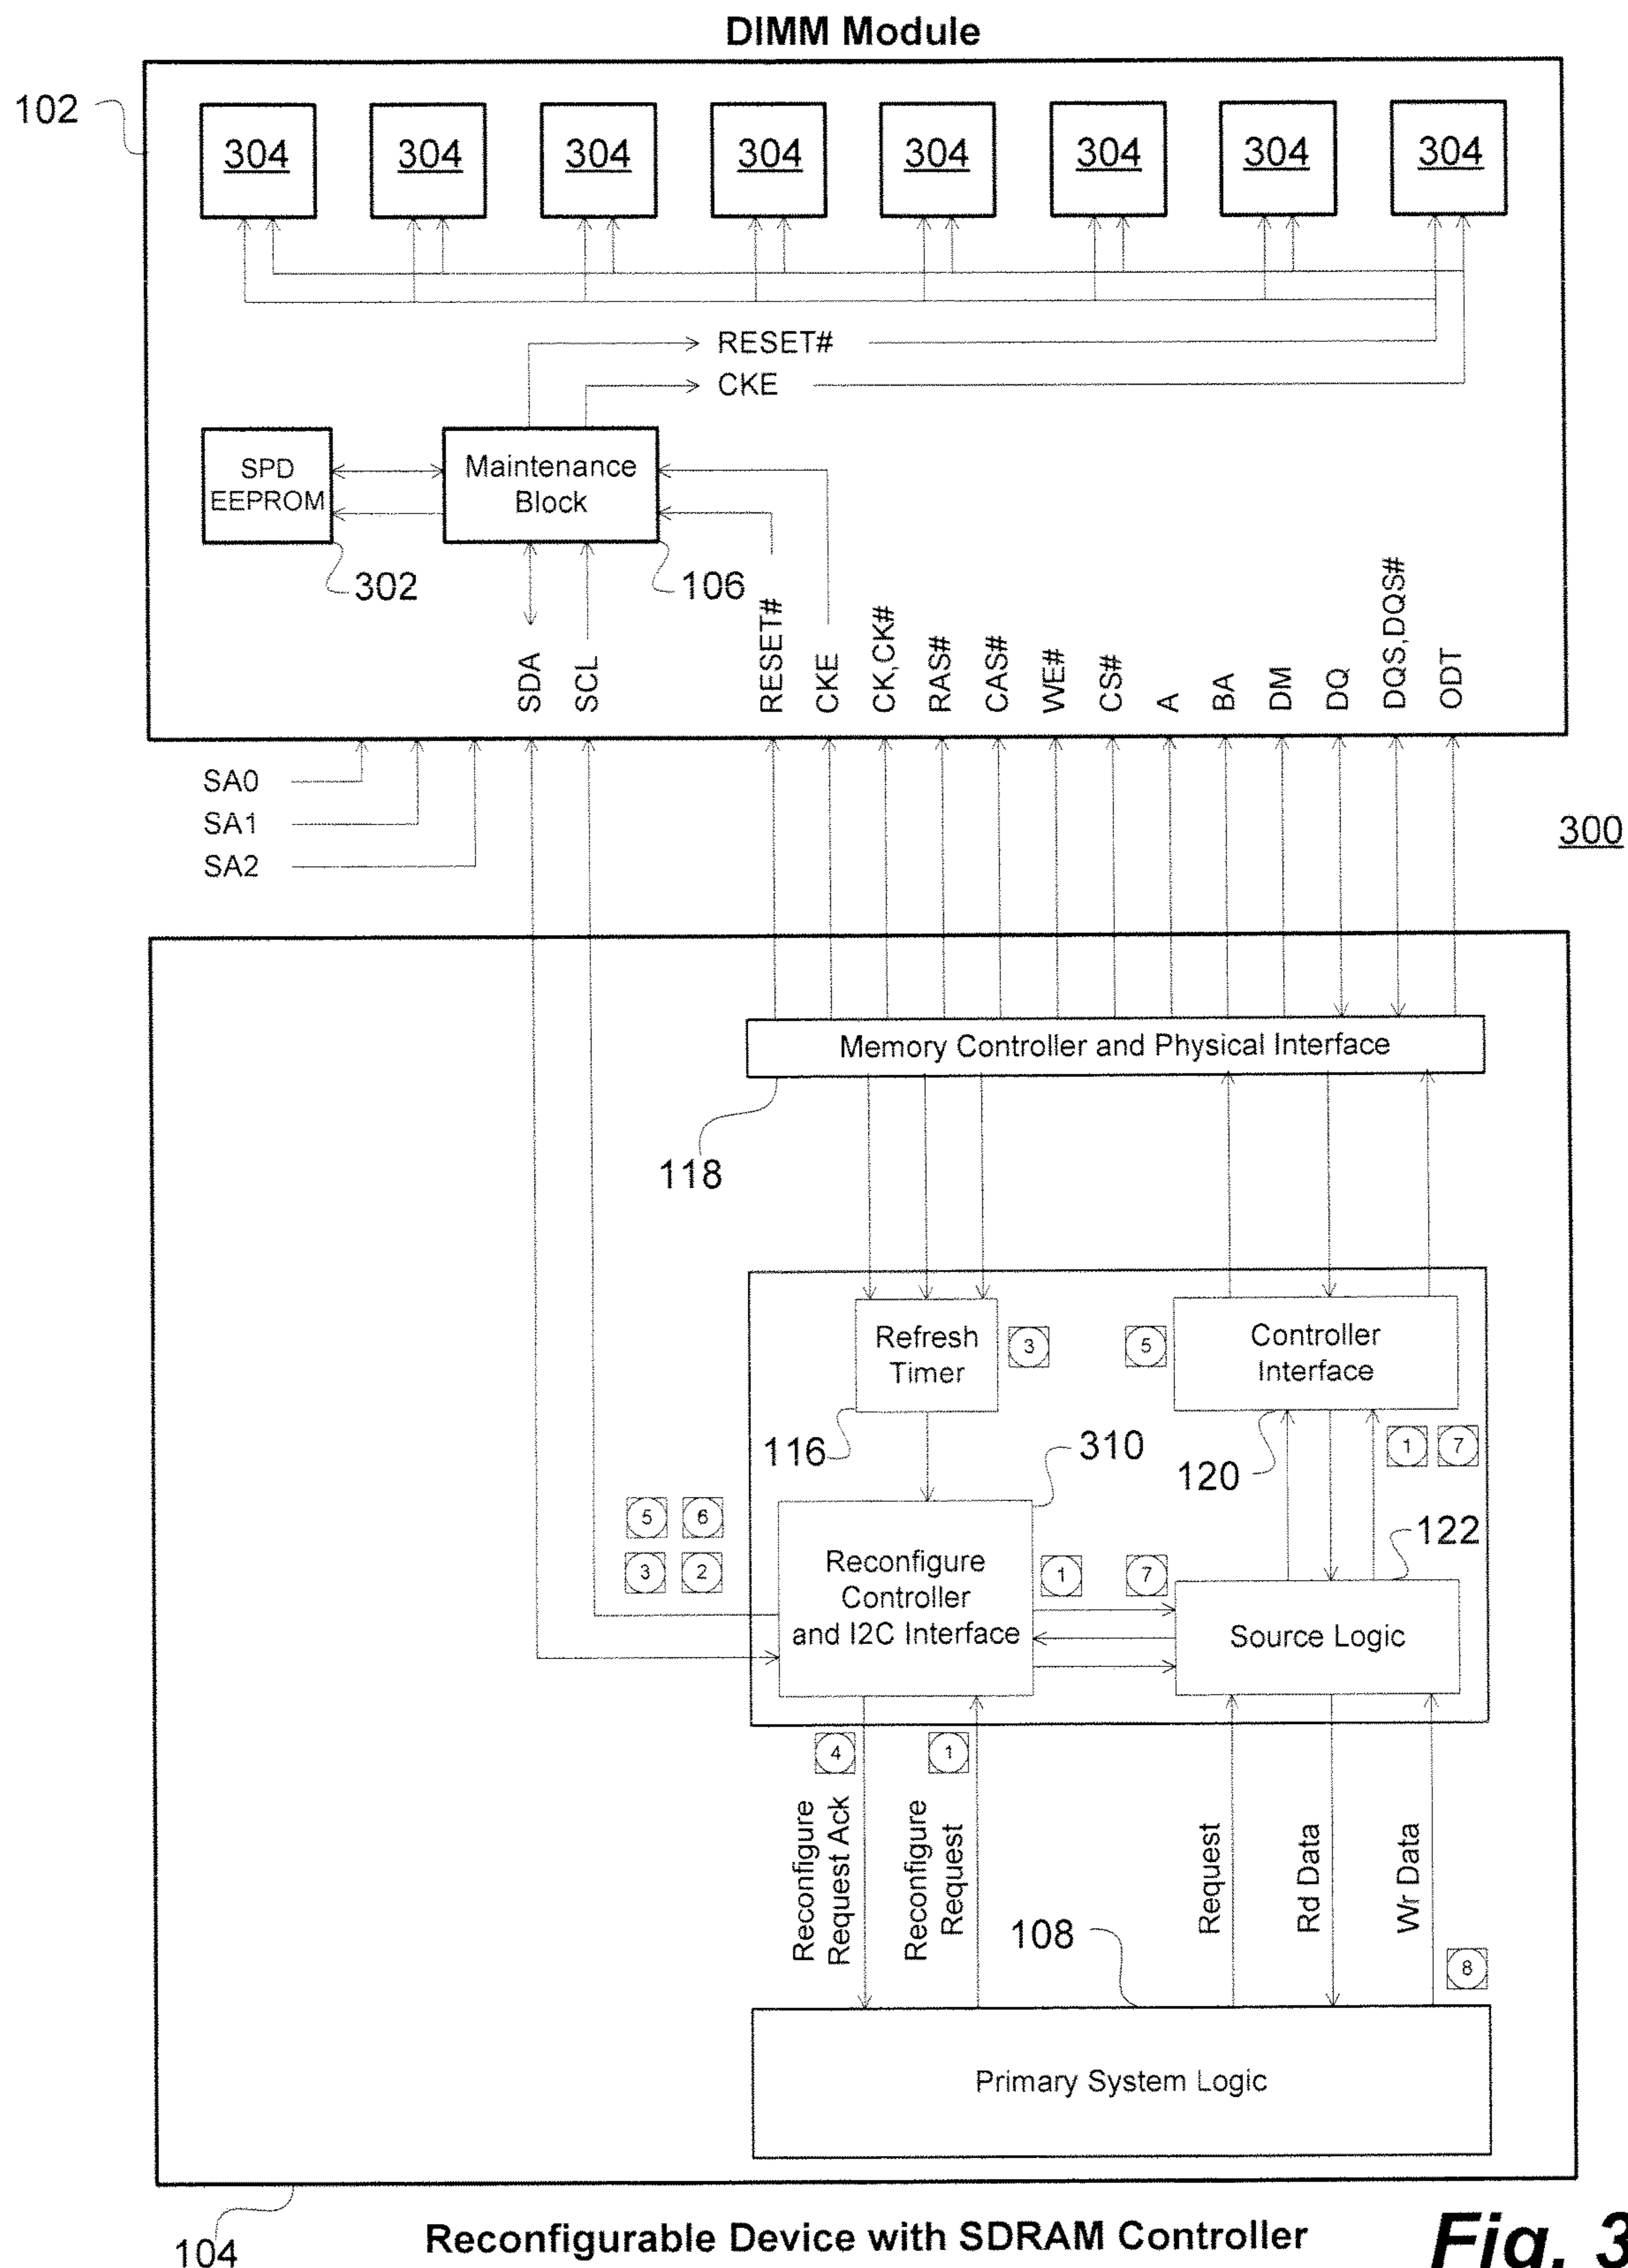 DIMM Module
102
304 304 304 304 304 304 304 304
RESET#
CKE
SPD
EEPROM
Maintenance
Block
302
106
SDA
SCL
RESET#
CKE
CK,CK#
RAS#
CAS#
WE#
CS#
A
BA
DM
DQ
DQS,DQS#
ODT
SA0
SA1
SA2
300
Memory Controller and Physical Interface
118
Refresh
Timer
3
5
Controller
Interface
116
310
120
1 7
5 6
3 2
122
Reconfigure
Controller
and I2C Interface
1 7
Source Logic
4
1
Reconfigure
Request Ack
Reconfigure
Request
Request
Rd Data
Wr Data
108
8
Primary System Logic
104
Reconfigurable Device with SDRAM Controller
Fig. 3